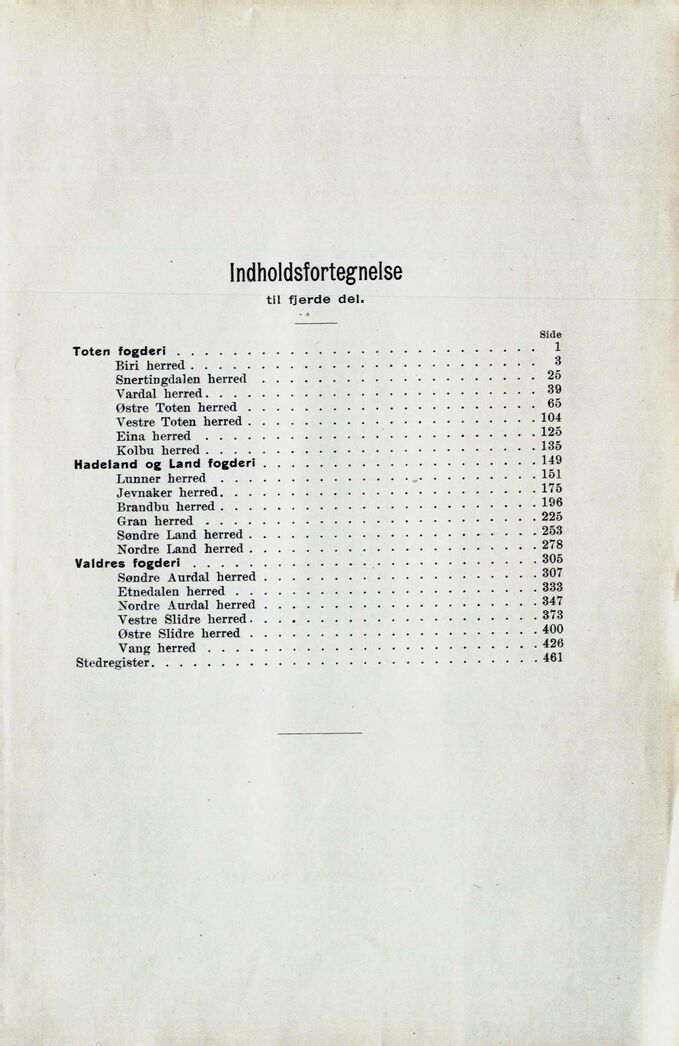 Indholdsfortegnelse
til fjerde del.
Side
Toten fogderi . . . . . . . . . . . . . . . . . . . . . . . . . . 1
Biri herred . . . . . . . . . . . . . . . . . . . . . . . . . 3
Snertingdalen herred . . . . . . . . . . . . . . . . . . . . 25
Vardal herred. . . . . . . . . . . . . . . . . . . . . . . . 39
Østre Toten herred . . . . . . . . . . . . . . . . . . . . . 65
Vestre Toten herred . . . . . . . . . . . . . . . . . . . . . 104
Eina herred . . . . . . . . . . . . . . . . . . . . . . . . 125
Kolbu herred . . . . . . . . . . . . . . . . . . . . . . . . 135
Hadeland og Land fogderi . . . . . . . . . . . . . . . . . . . . 149
Lunner herred . . . . . . . . . . . . . . . . . . . . . . . 151
Jevnaker herred. . . . . . . . . . . . . . . . . . . . . . . 175
Brandbu herred . . . . . . . . . . . . . . . . . . . . . . . 196
Gran herred . . . . . . . . . . . . . . . . . . . . . . . . 225
Søndre Land herred . . . . . . . . . . . . . . . . . . . . . 253
Nordre Land herred . . . . . . . . . . . . . . . . . . . . . 278
Valdres fogderi . . . . . . . . . . . . . . . . . . . . . . . . . 305
Søndre Aurdal herred . . . . . . . . . . . . . . . . . . . . 307
Etnedalen herred . . . . . . . . . . . . . . . . . . . . . . 333
Nordre Aurdal herred . . . . . . . . . . . . . . . . . . . . 347
Vestre Slidre herred. . . . . . . . . . . . . . . . . . . . . 373
Østre Slidre herred . . . . . . . . . . . . . . . . . . . . . 400
Vang herred . . . . . . . . . . . . . . . . . . . . . . . . 426
Stedregister. . . . . . . . . . . . . . . . . . . . . . . . . . . . 461